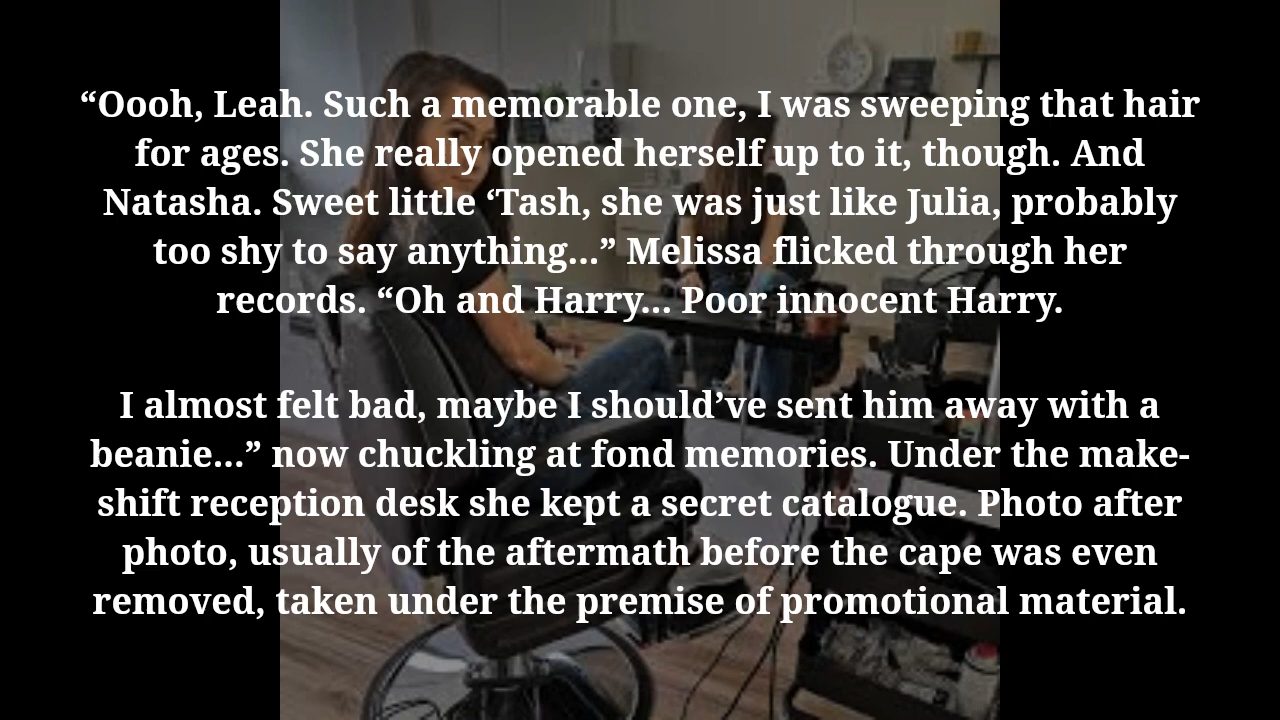 “Oooh, Leah. Such a memorable one, I was sweeping that hair
for ages. She really opened herself up to it, though. And
Natasha. Sweet little ‘Tash, she was just like Julia, probably
too shy to say anything...” Melissa flicked through her
records. “Oh and Harry... Poor innocent Harry.
I almost felt bad, maybe I should’ve sent him away with a
beanie...” now chuckling at fond memories. Under the make-
shift reception desk she kept a secret catalogue. Photo after
photo, usually of the aftermath before the cape was even
removed, taken under the premise of promotional material.